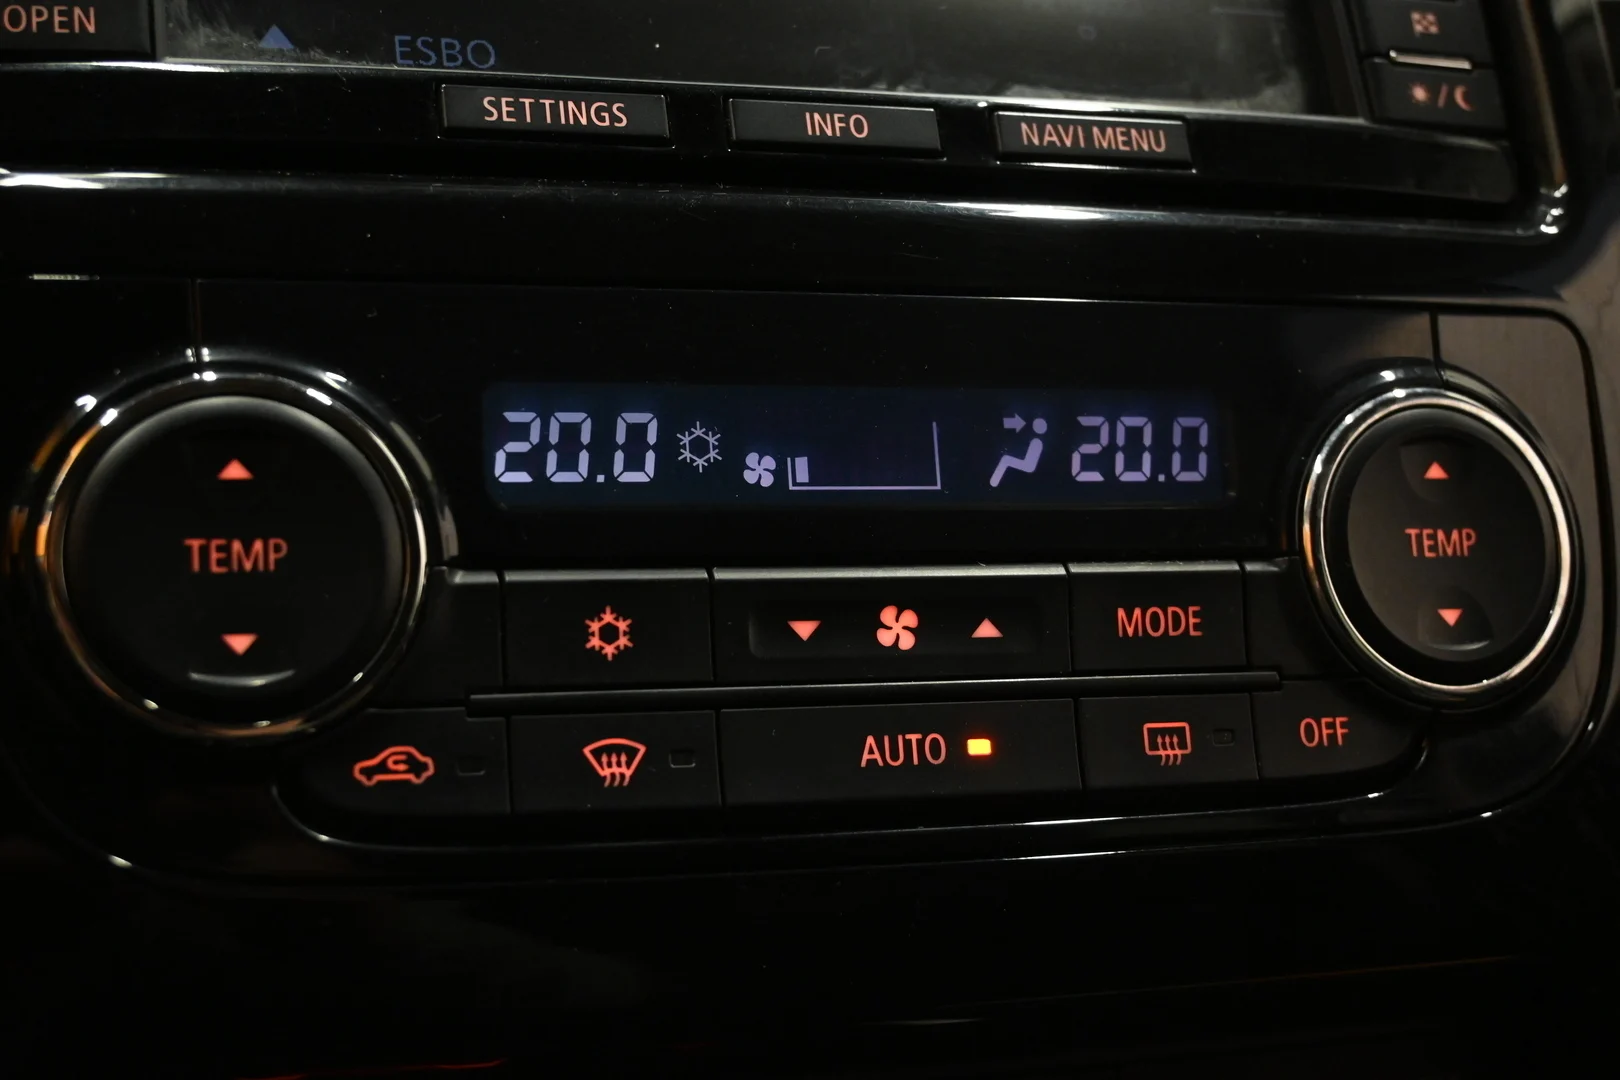 OPEN
ESBO
SETTINGS INFO NAVI MENU
20.0 20.0
TEMP TEMP
MODE
AUTO OFF